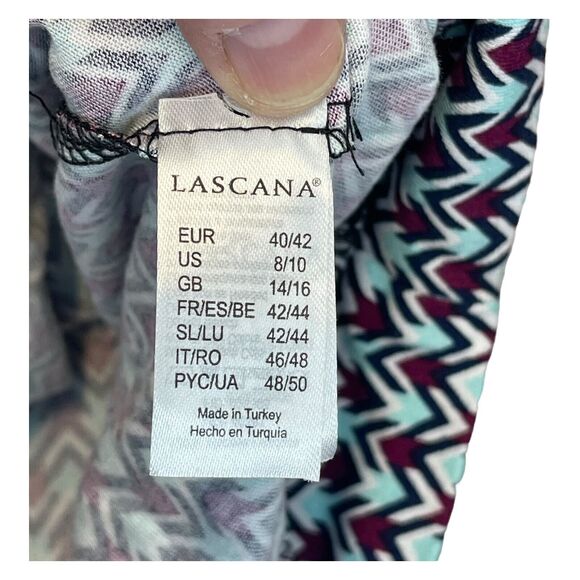 LASCANA®
EUR 40/42
US 8/10
GB 14/16
FR/ES/BE 42/44
SL/LU 42/44
IT/RO 46/48
PYC/UA 48/50
Made in Turkey
Hecho en Turquia